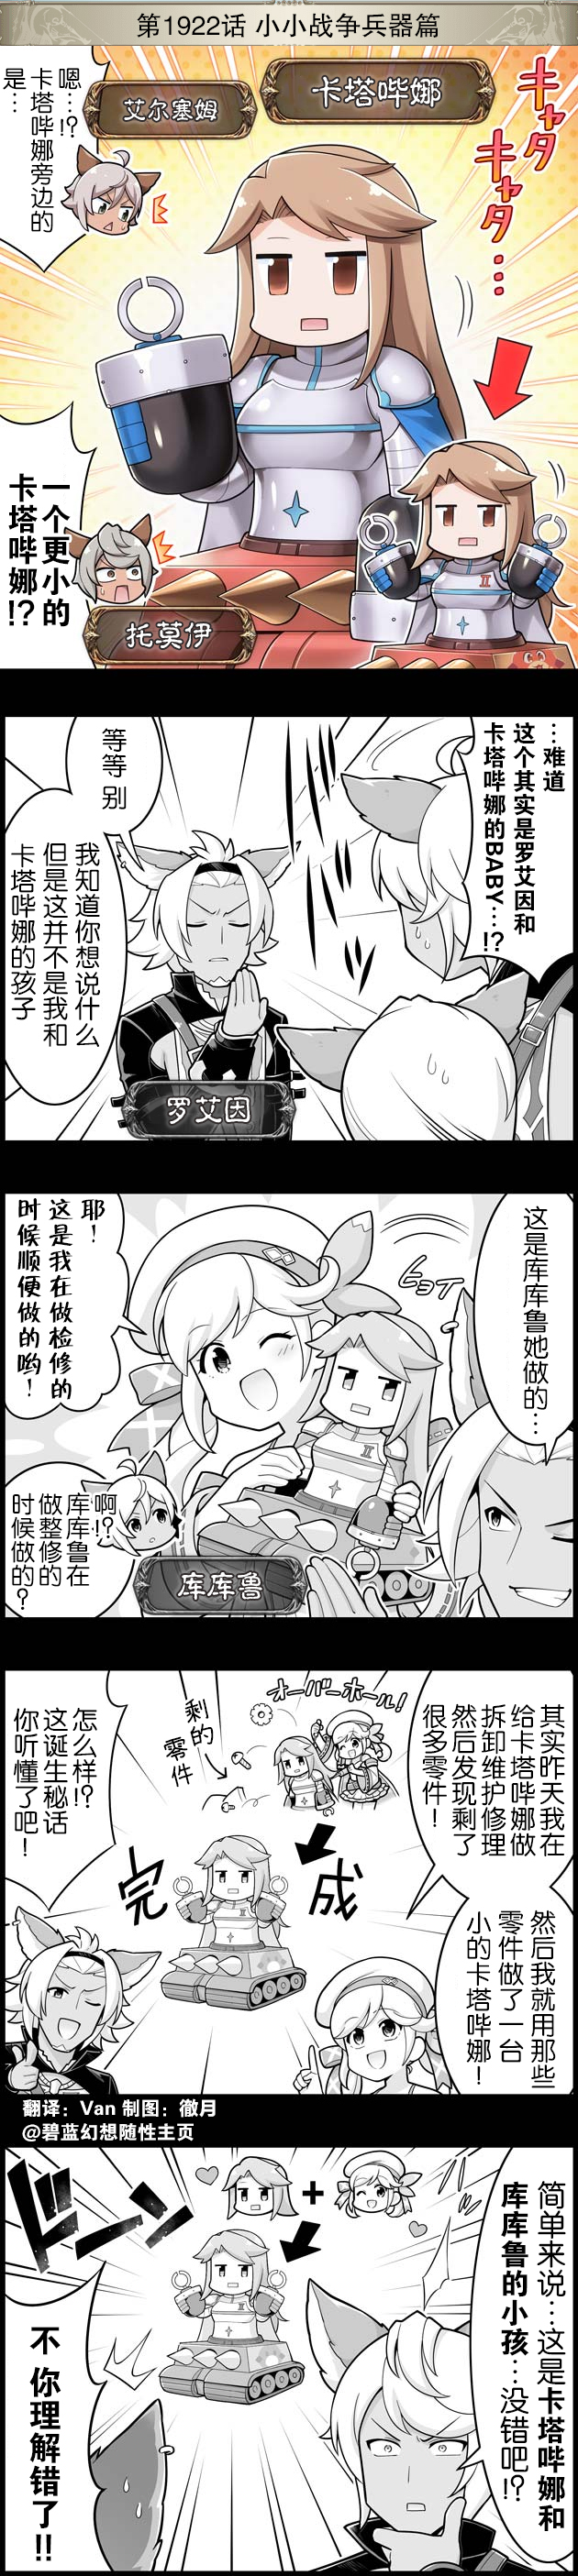 第1922话 小小战争兵器篇
キャタ
キャタ…
卡塔哔娜
艾尔塞姆
嗯…!?
卡塔哔娜旁边的
是…
一个更小的
卡塔哔娜!?
托莫伊
II
…难道
这个其实是罗艾因和
卡塔哔娜的BABY…!?
等等 别
我知道你想说什么
但是这并不是我和
卡塔哔娜的孩子
罗艾因
这是库库鲁她做的…
耶!
这是我在做检修的
时候顺便做的哟!
II
啊!?
库库鲁在
做整修的
时候做的?
库库鲁
其实昨天我在
给卡塔哔娜做
拆卸维护修理
然后发现剩了
很多零件!
オーバーホール!
剩的
零件
完成
然后我就用那些
零件做了一台
小的卡塔哔娜!
怎么样!?
这诞生秘话
你听懂了吧!
翻译：Van 制图：徹月
@碧蓝幻想随性主页
简单来说…这是卡塔哔娜和
库库鲁的小孩…没错吧!?
+
II
ドーン
不 你理解错了!!